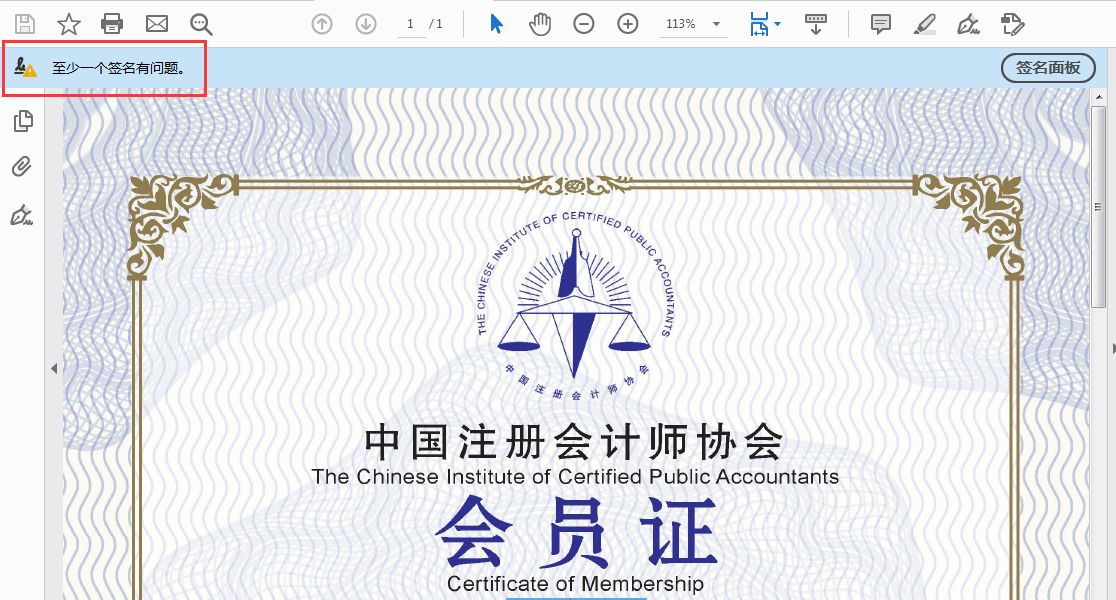 1 / 1
113%
至少一个签名有问题。
签名面板
THE CHINESE INSTITUTE OF CERTIFIED PUBLIC ACCOUNTANTS
中国注册会计师协会
中国注册会计师协会
The Chinese Institute of Certified Public Accountants
会员证
Certificate of Membership